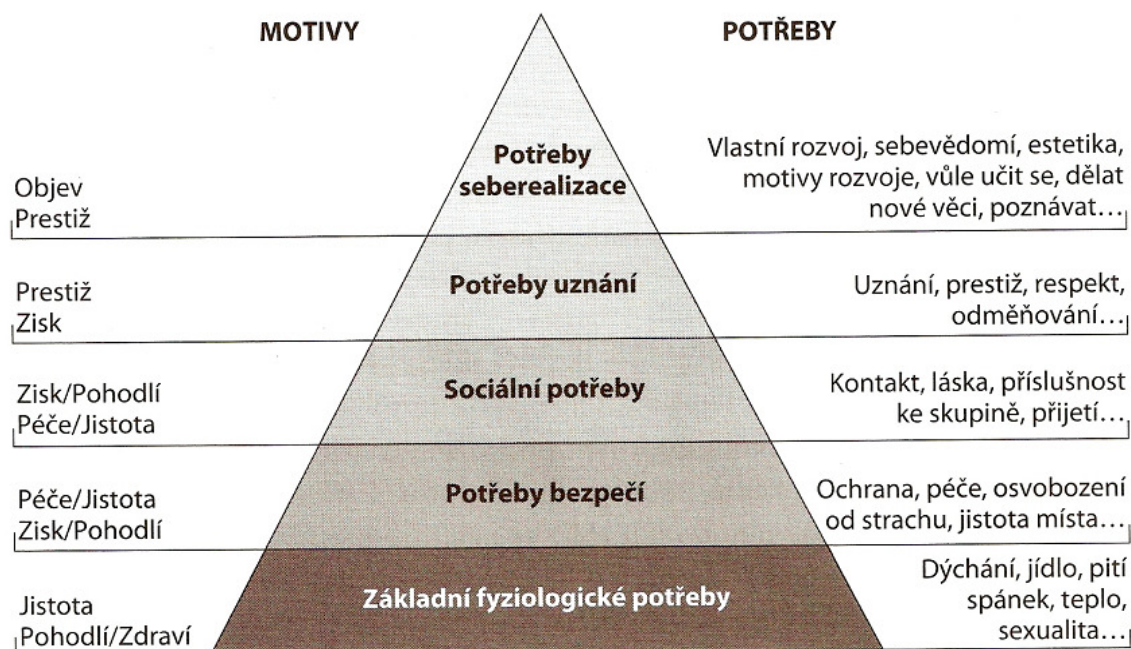 MOTIVY
POTŘEBY
Potřeby
seberealizace
Objev
Prestiž
Vlastní rozvoj, sebevědomí, estetika,
motivy rozvoje, vůle učit se, dělat
nové věci, poznávat...
Prestiž
Zisk
Potřeby uznání
Uznání, prestiž, respekt,
odměňování...
Zisk/Pohodlí
Péče/Jistota
Sociální potřeby
Kontakt, láska, příslušnost
ke skupině, přijetí...
Péče/Jistota
Zisk/Pohodlí
Potřeby bezpečí
Ochrana, péče, osvobození
od strachu, jistota místa...
Jistota
Pohodlí/Zdraví
Základní fyziologické potřeby
Dýchání, jídlo, pití
spánek, teplo,
sexualita...